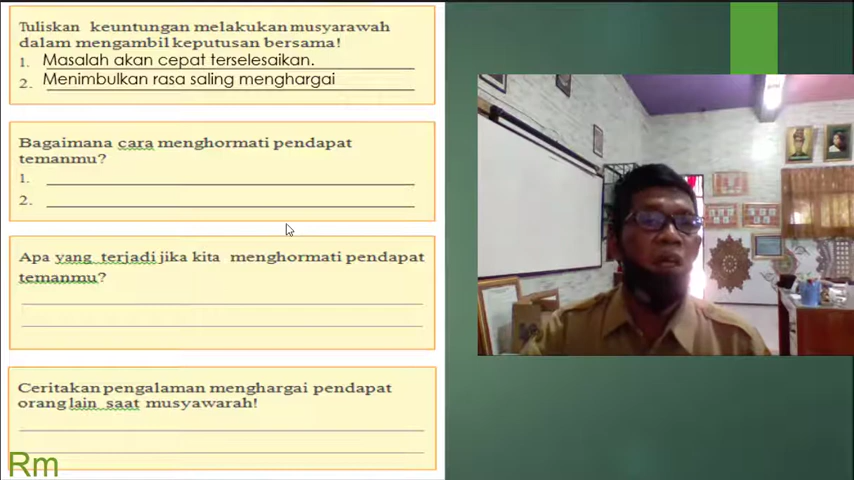 Tuliskan keuntungan melakukan musyarawah
dalam mengambil keputusan bersama!
1. Masalah akan cepat terselesaikan.
2. Menimbulkan rasa saling menghargai
Bagaimana cara menghormati pendapat
temanmu?
1.
2.
Apa yang terjadi jika kita menghormati pendapat
temanmu?
Ceritakan pengalaman menghargai pendapat
orang lain saat musyawarah!
Rm